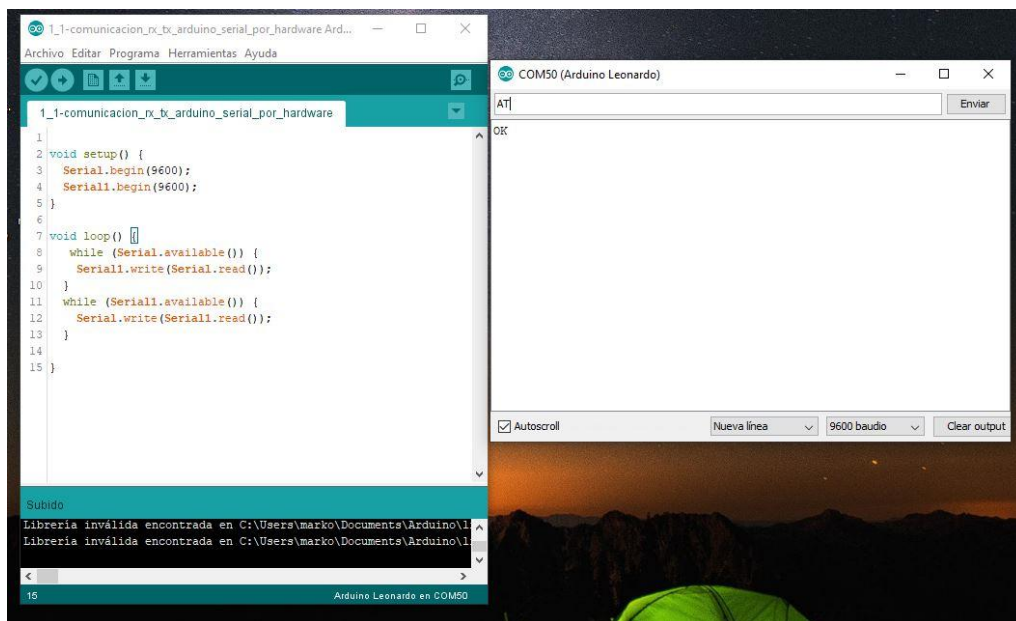 1_1-comunicacion_rx_tx_arduino_serial_por_hardware Ard...
Archivo Editar Programa Herramientas Ayuda
1_1-comunicacion_rx_tx_arduino_serial_por_hardware
1
2 void setup() {
3 Serial.begin(9600);
4 Serial1.begin(9600);
5 }
6
7 void loop() {
8 while (Serial.available()) {
9 Serial1.write(Serial.read());
10 }
11 while (Serial1.available()) {
12 Serial.write(Serial1.read());
13 }
14
15 }
Subido
Librería inválida encontrada en C:\Users\marko\Documents\Arduino\l
Librería inválida encontrada en C:\Users\marko\Documents\Arduino\l
15 Arduino Leonardo en COM50
COM50 (Arduino Leonardo)
AT
Enviar
OK
Autoscroll
Nueva línea
9600 baudio
Clear output